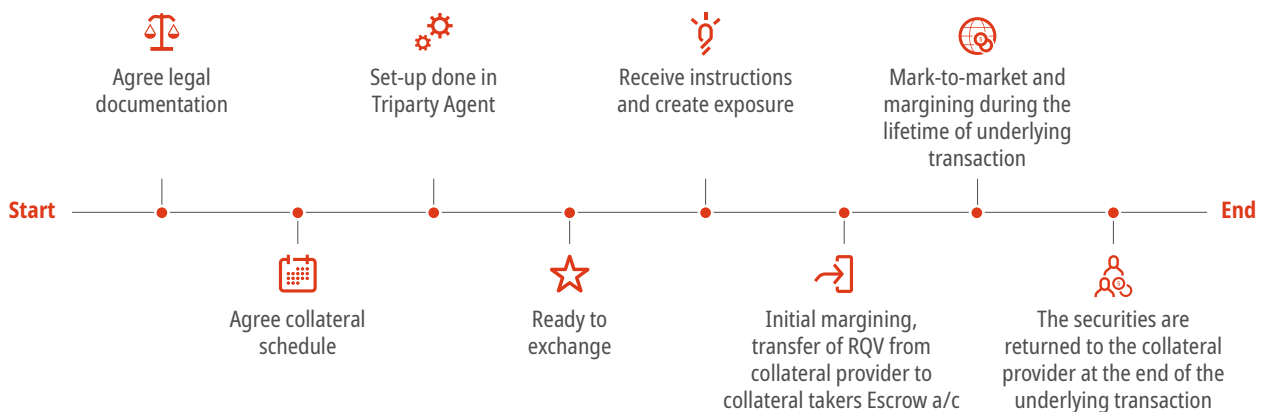 Agree legal
documentation
Set-up done in
Triparty Agent
Receive instructions
and create exposure
Mark-to-market and
margining during the
lifetime of underlying
transaction
Start
End
Agree collateral
schedule
Ready to
exchange
Initial margining,
transfer of RQV from
collateral provider to
collateral takers Escrow a/c
The securities are
returned to the collateral
provider at the end of the
underlying transaction